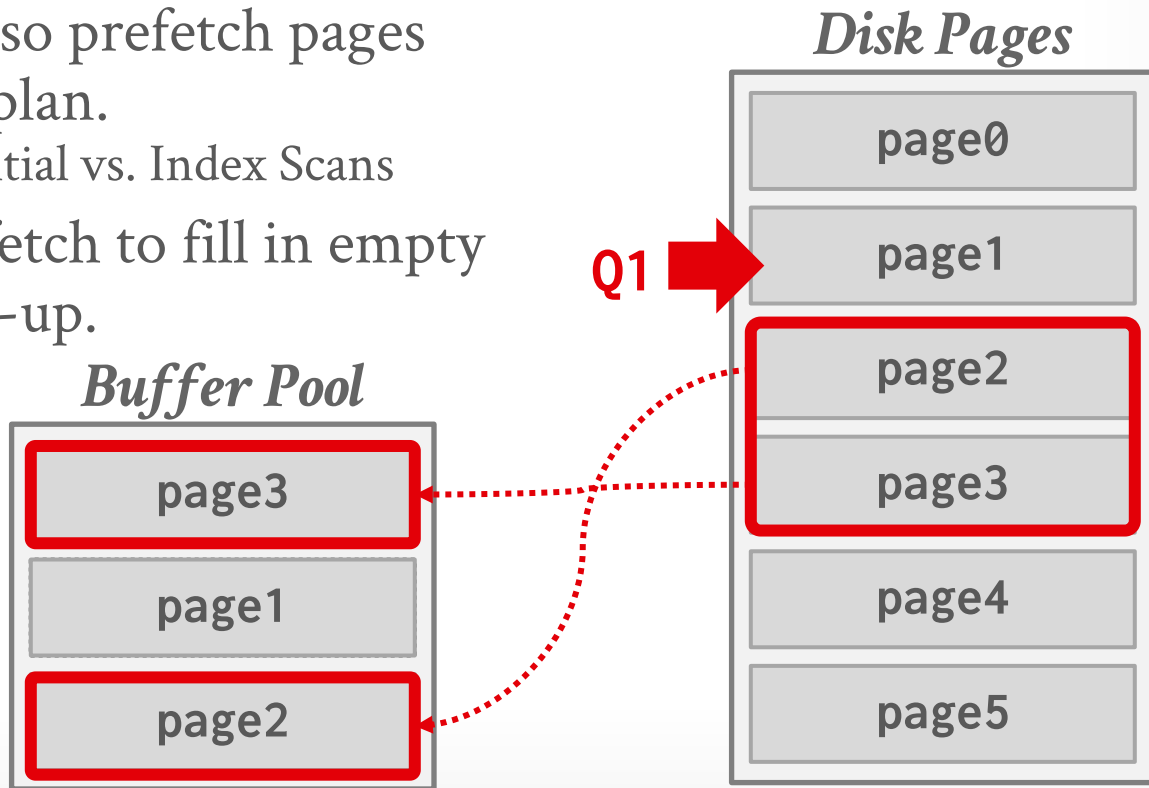 so prefetch pages
plan.
tial vs. Index Scans
fetch to fill in empty
-up.
Buffer Pool
page3
page1
page2
Q1
Disk Pages
page0
page1
page2
page3
page4
page5